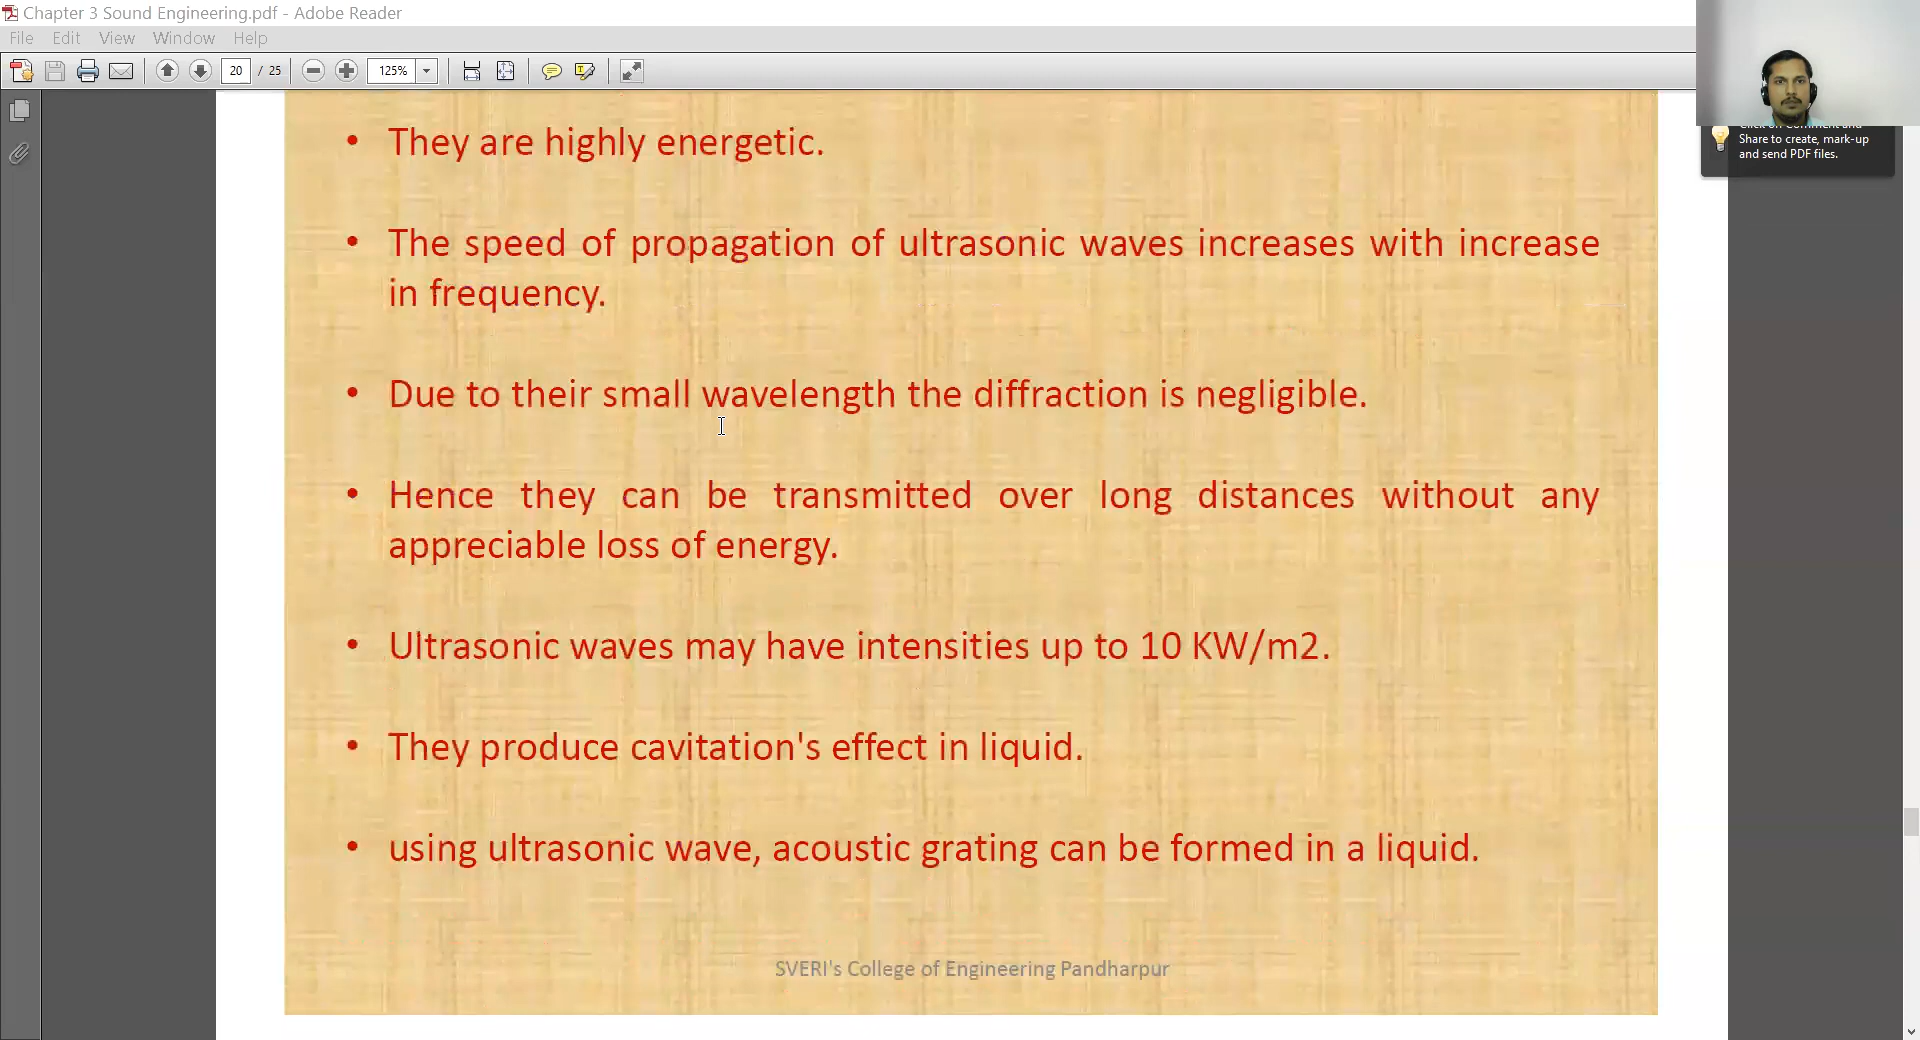 Chapter 3 Sound Engineering.pdf - Adobe Reader
File Edit View Window Help
20 / 25 125%
Share to create, mark-up
and send PDF files.
• They are highly energetic.
• The speed of propagation of ultrasonic waves increases with increase
in frequency.
• Due to their small wavelength the diffraction is negligible.
• Hence they can be transmitted over long distances without any
appreciable loss of energy.
• Ultrasonic waves may have intensities up to 10 KW/m2.
• They produce cavitation's effect in liquid.
• using ultrasonic wave, acoustic grating can be formed in a liquid.
SVERI's College of Engineering Pandharpur